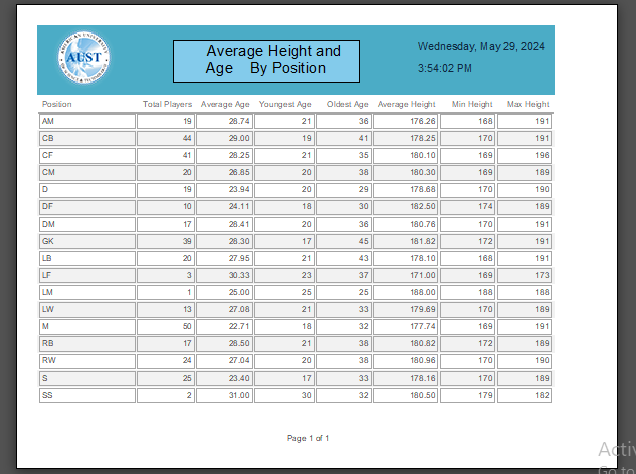 AMERICAN UNIVERSITY
AUST
Average Height and
Age By Position
Wednesday, May 29, 2024
3:54:02 PM
Position Total Players Average Age Youngest Age Oldest Age Average Height Min Height Max Height
AM 19 28.74 21 36 176.26 168 191
CB 44 29.00 19 41 178.25 170 191
CF 41 28.25 21 35 180.10 169 196
CM 20 26.85 20 38 180.30 169 189
D 19 23.94 20 29 178.68 170 190
DF 10 24.11 18 30 182.50 174 189
DM 17 28.41 20 36 180.76 170 191
GK 39 28.30 17 45 181.82 172 191
LB 20 27.95 21 43 178.10 168 191
LF 3 30.33 23 37 171.00 169 173
LM 1 25.00 25 25 188.00 188 188
LW 13 27.08 21 33 179.69 170 189
M 50 22.71 18 32 177.74 169 191
RB 17 28.50 21 38 180.82 172 189
RW 24 27.04 20 38 180.96 170 190
S 25 23.40 17 33 178.16 170 189
SS 2 31.00 30 32 180.50 179 182
Page 1 of 1
Activ
Go to